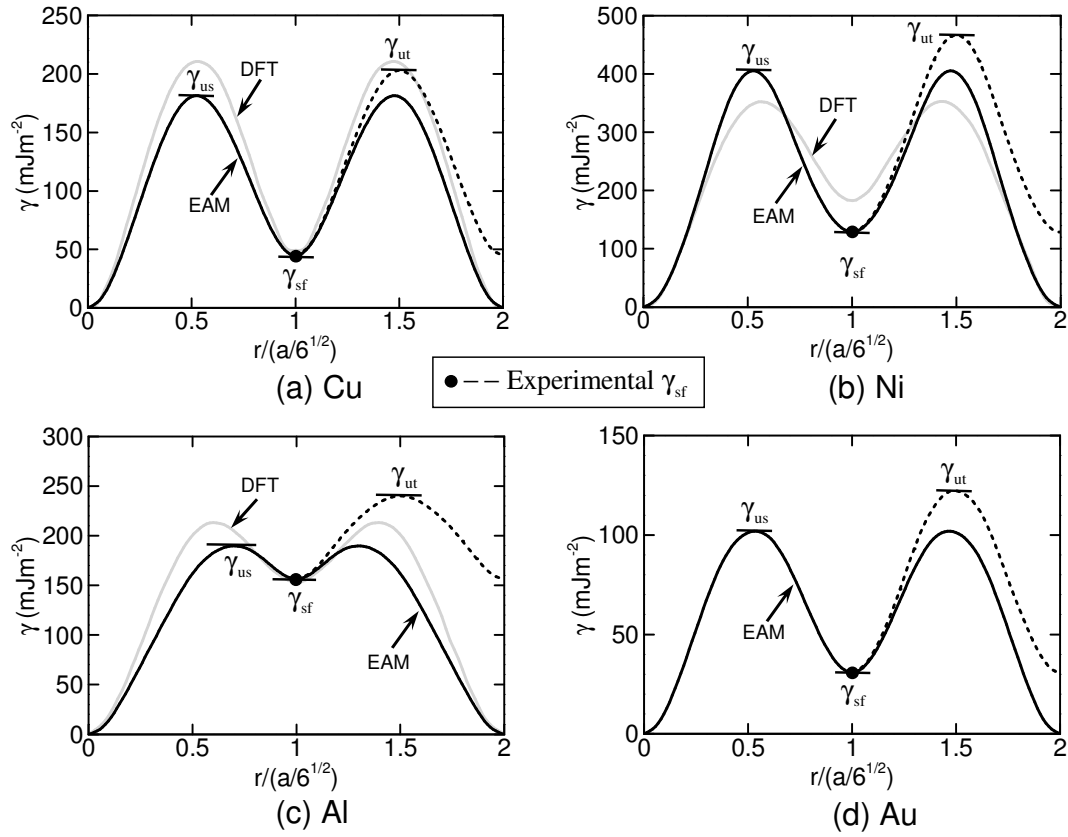 250
200
150
100
50
0
γ (mJm⁻²)
γus
DFT
EAM
γut
γsf
0 0.5 1 1.5 2
r/(a/6^1/2)
(a) Cu
500
400
300
200
100
0
γ (mJm⁻²)
γus
DFT
EAM
γut
γsf
0 0.5 1 1.5 2
r/(a/6^1/2)
(b) Ni
Experimental γsf
300
250
200
150
100
50
0
γ (mJm⁻²)
DFT
γus
γut
γsf
EAM
0 0.5 1 1.5 2
r/(a/6^1/2)
(c) Al
150
100
50
0
γ (mJm⁻²)
γus
γut
EAM
γsf
0 0.5 1 1.5 2
r/(a/6^1/2)
(d) Au